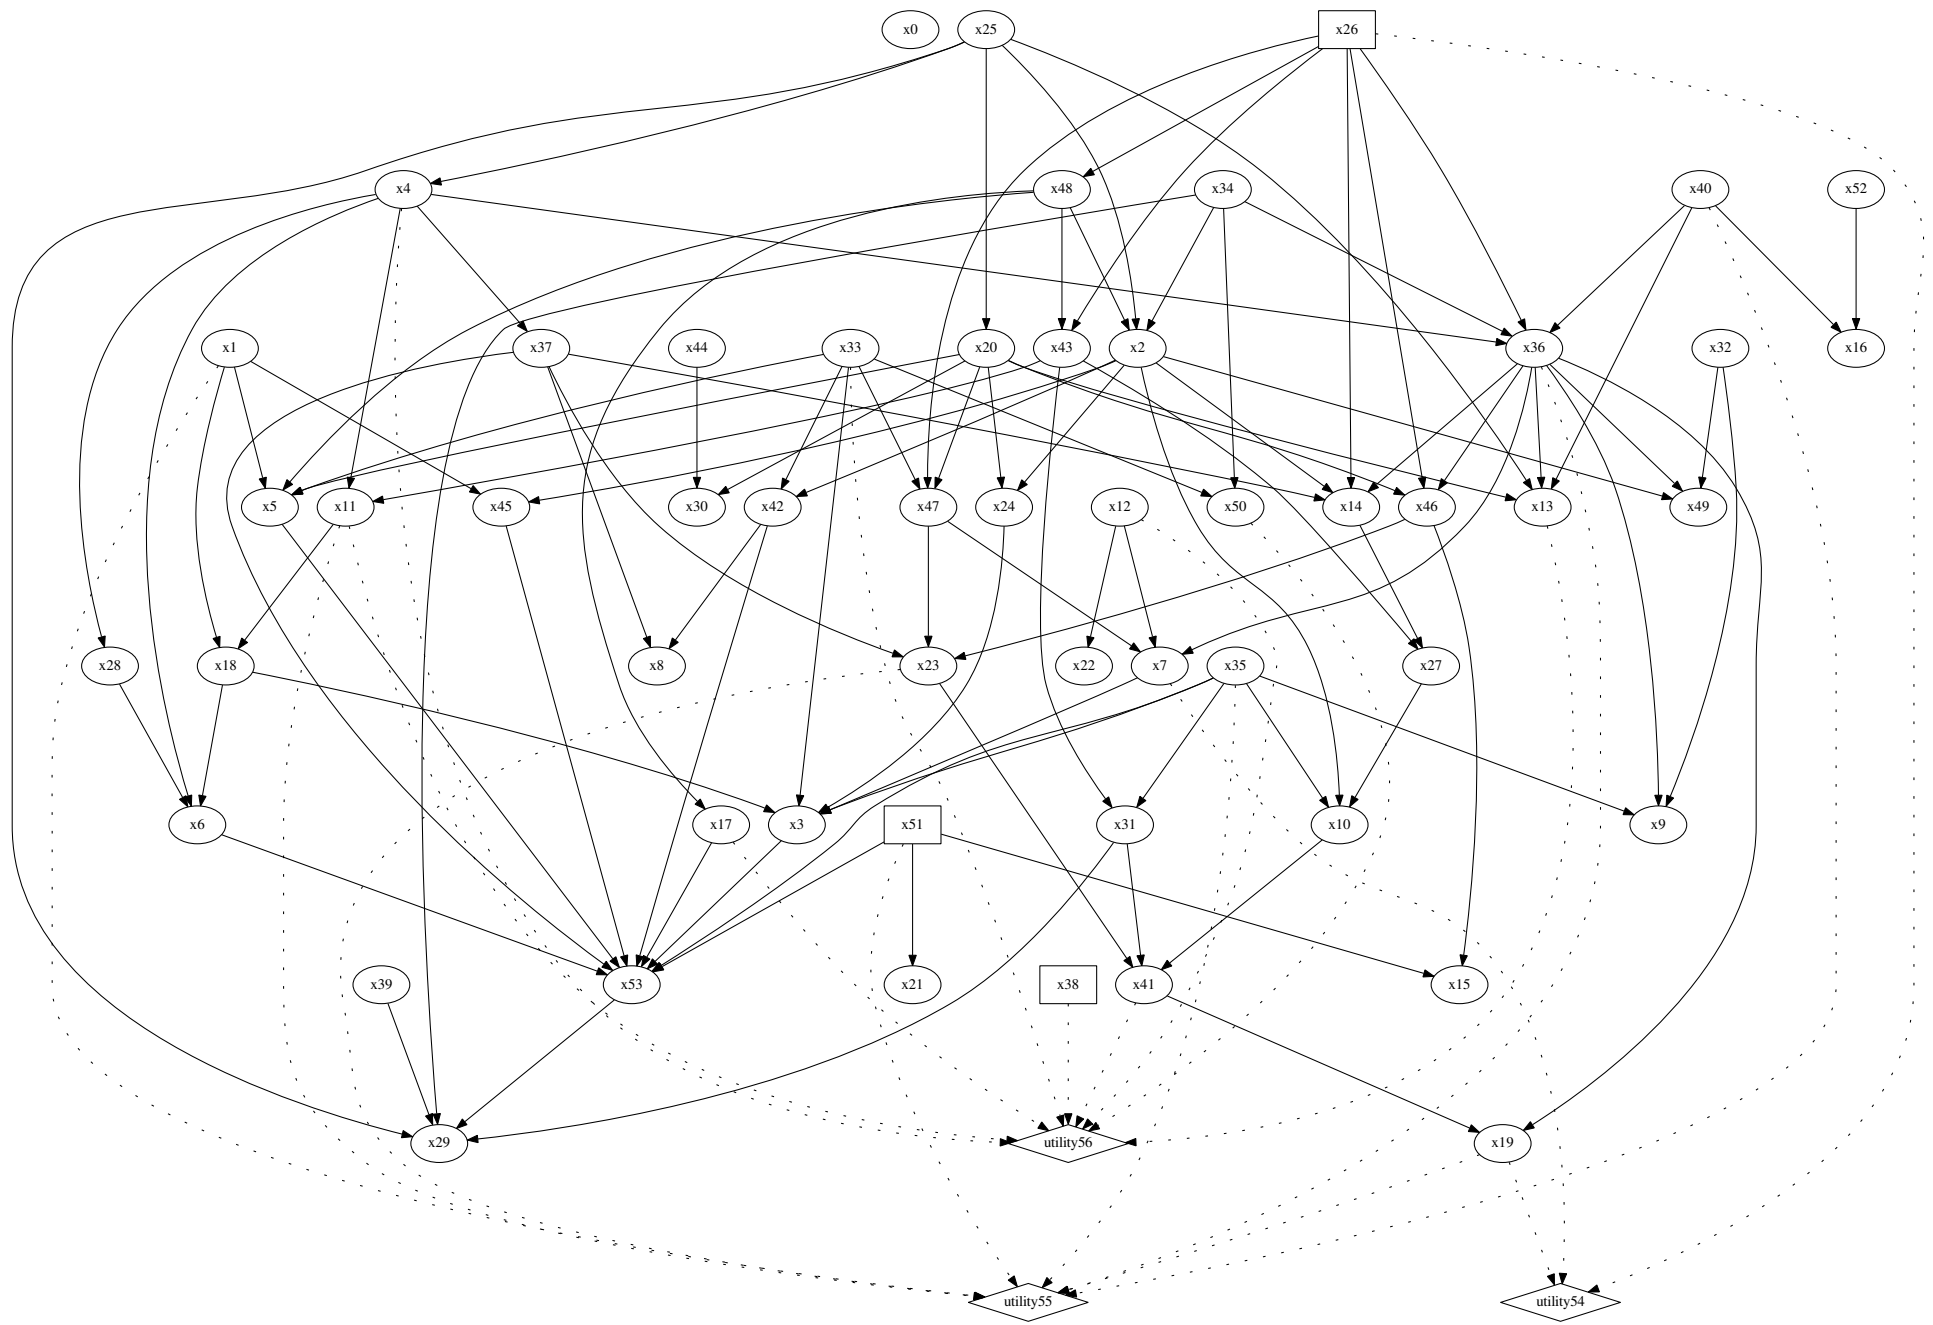 x0 x25 x26
x4 x48 x34 x40 x52
x1 x37 x44 x33 x20 x43 x2 x36 x32 x16
x5 x11 x45 x30 x42 x47 x24 x12 x50 x14 x46 x13 x49
x28 x18 x8 x23 x22 x7 x35 x27
x6 x17 x3 x51 x31 x10 x9
x39 x53 x21 x38 x41 x15
x29 utility56 x19
utility55 utility54